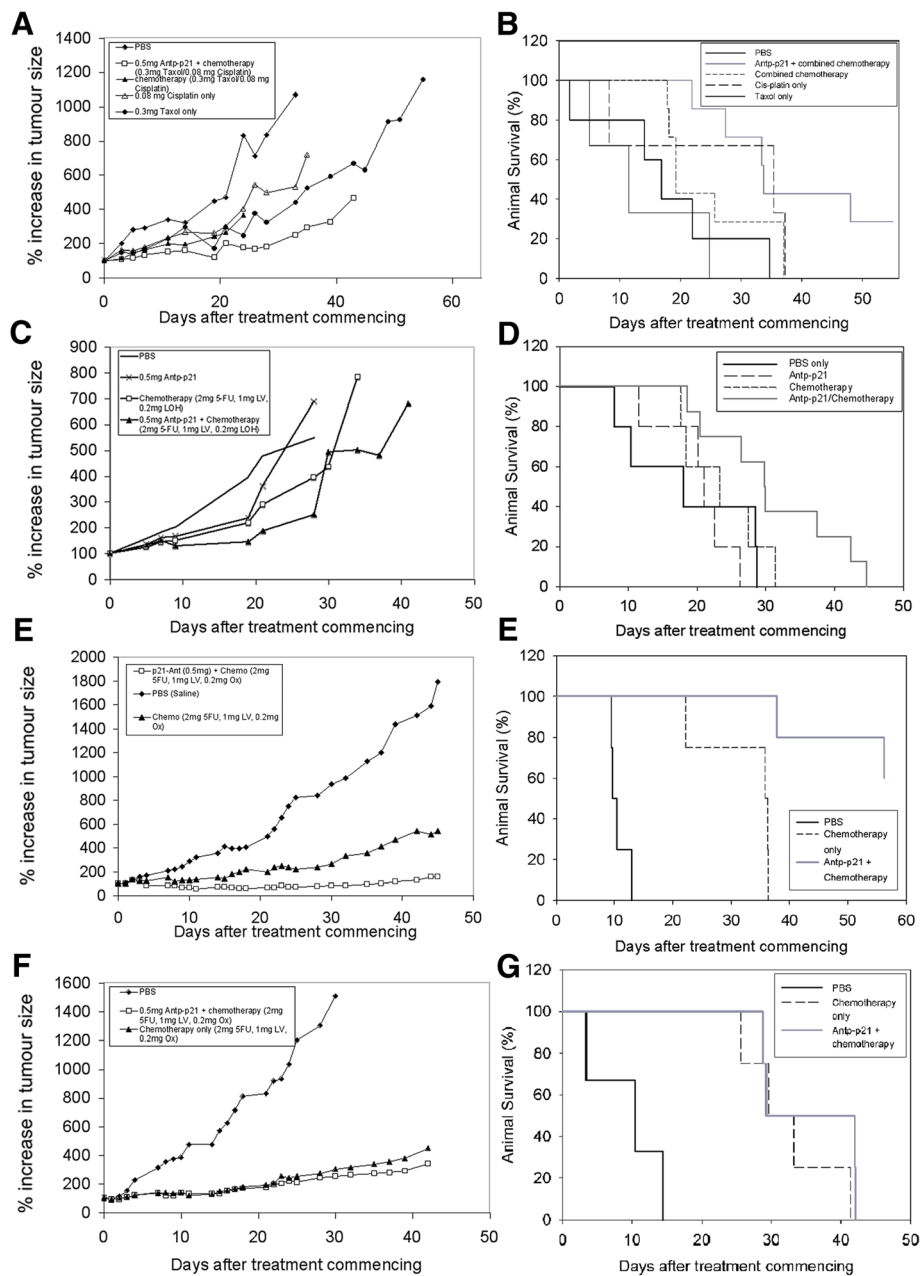 A
1400
1200
1000
800
600
400
200
0
% increase in tumour size
PBS
0.5mg Antp-p21 + chemotherapy
(0.3mg Taxol/0.08 mg Cisplatin)
chemotherapy (0.3mg Taxol/0.08 mg
Cisplatin)
0.08 mg Cisplatin only
0.3mg Taxol only
0 20 40 60
Days after treatment commencing
B
120
100
80
60
40
20
0
Animal Survival (%)
PBS
Antp-p21 + combined chemotherapy
Combined chemotherapy
Cis-platin only
Taxol only
0 10 20 30 40 50
Days after treatment commencing
C
900
800
700
600
500
400
300
200
100
0
% increase in tumour size
PBS
0.5mg Antp-p21
Chemotherapy (2mg 5-FU, 1mg LV,
0.2mg LOH)
0.5mg Antp-p21 + Chemotherapy
(2mg 5-FU, 1mg LV, 0.2mg LOH)
0 10 20 30 40 50
Days after treatment commencing
D
120
100
80
60
40
20
0
Animal Survival (%)
PBS only
Antp-p21
Chemotherapy
Antp-p21/Chemotherapy
0 10 20 30 40 50
Days after treatment commencing
E
2000
1800
1600
1400
1200
1000
800
600
400
200
0
% increase in tumour size
p21-Ant (0.5mg) + Chemo (2mg
5FU, 1mg LV, 0.2mg Ox)
PBS (Saline)
Chemo (2mg 5FU, 1mg LV, 0.2mg
Ox)
0 10 20 30 40 50
Days after treatment commencing
E
120
100
80
60
40
20
0
Animal Survival (%)
PBS
Chemotherapy
only
Antp-p21 +
Chemotherapy
0 10 20 30 40 50 60
Days after treatment commencing
F
1600
1400
1200
1000
800
600
400
200
0
% increase in tumour size
PBS
0.5mg Antp-p21 + chemotherapy (2mg
5FU, 1mg LV, 0.2mg Ox)
Chemotherapy only (2mg 5FU, 1mg LV,
0.2mg Ox)
0 10 20 30 40 50
Days after treatment commencing
G
120
100
80
60
40
20
0
Animal Survival (%)
PBS
Chemotherapy
only
Antp-p21 +
chemotherapy
0 10 20 30 40 50
Days after treatment commencing